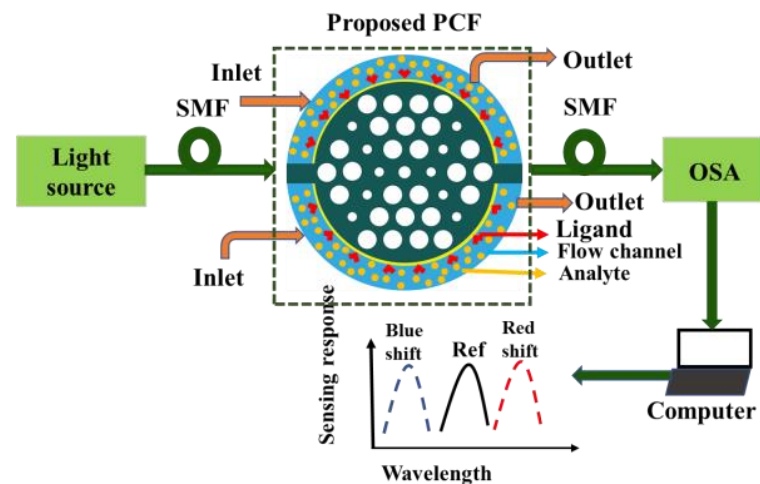 Proposed PCF
Inlet
Outlet
SMF
SMF
Light
source
OSA
Outlet
Ligand
Flow channel
Analyte
Inlet
Sensing response
Blue
shift
Ref
Red
shift
Computer
Wavelength